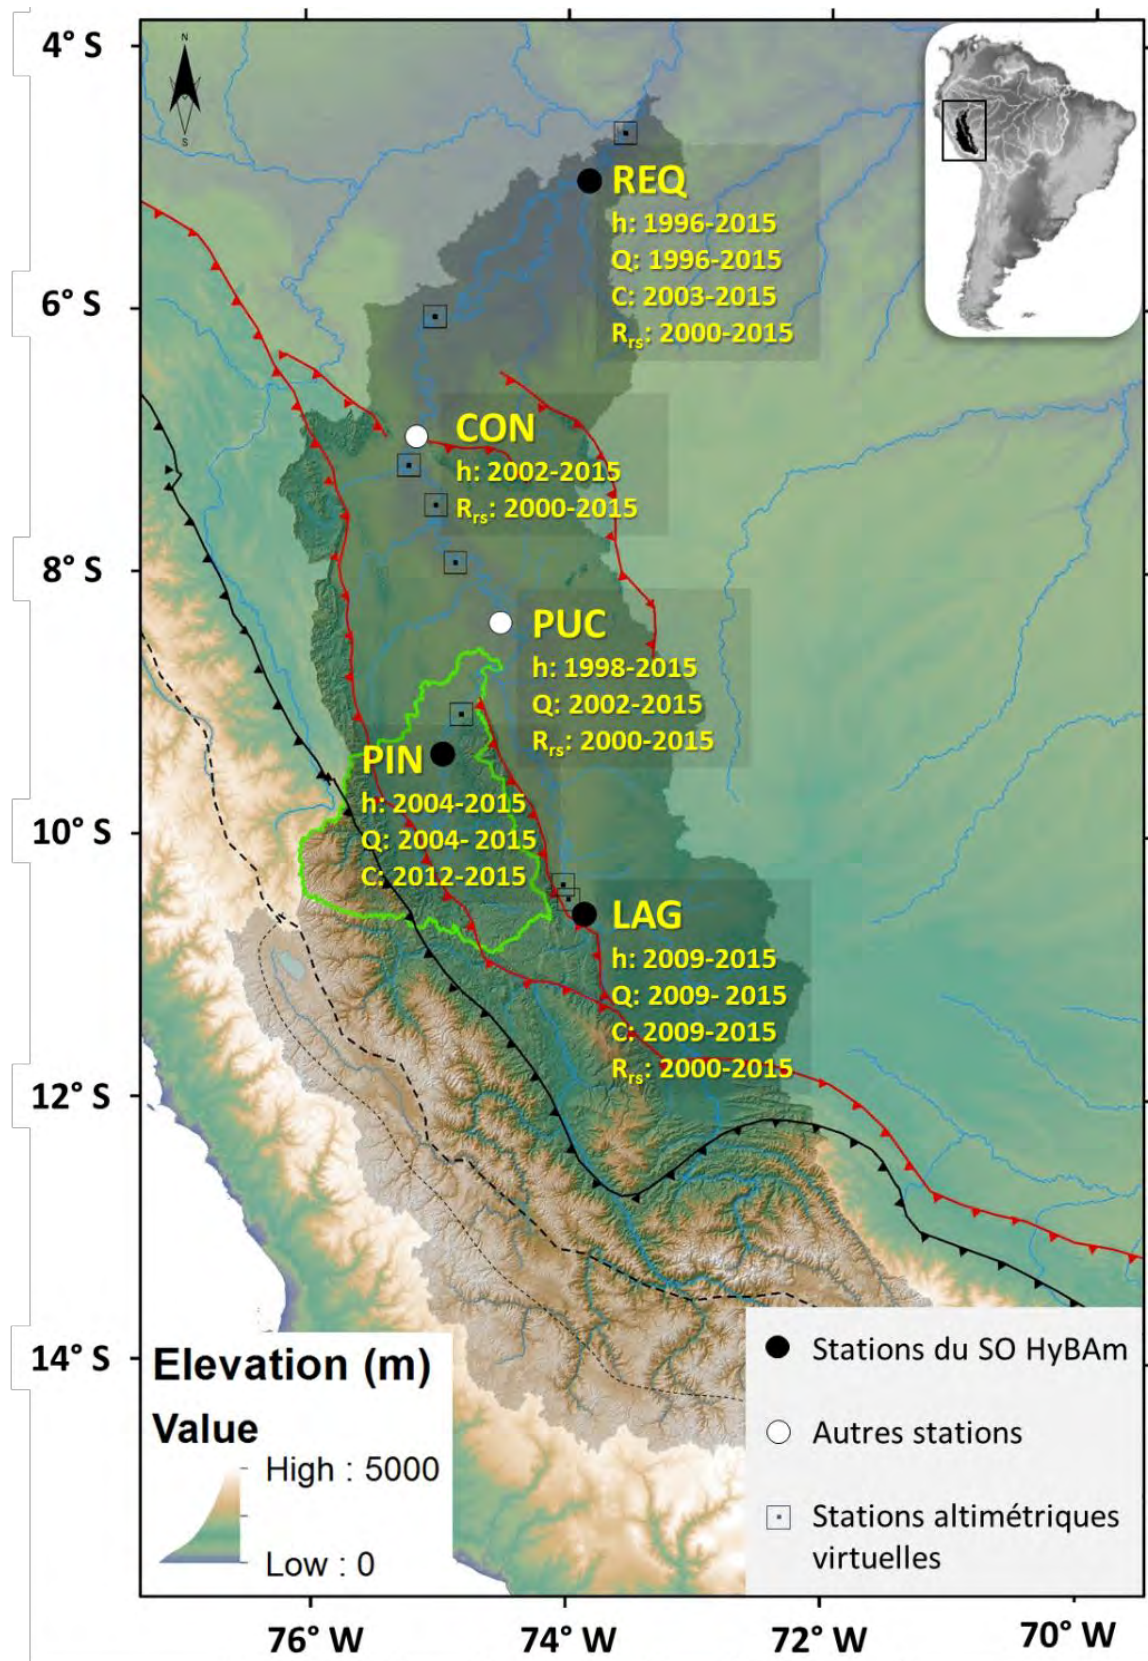 4° S
N
S
REQ
h: 1996-2015
Q: 1996-2015
C: 2003-2015
Rrs: 2000-2015
6° S
CON
h: 2002-2015
Rrs: 2000-2015
8° S
PUC
h: 1998-2015
Q: 2002-2015
Rrs: 2000-2015
PIN
h: 2004-2015
Q: 2004- 2015
C: 2012-2015
10° S
LAG
h: 2009-2015
Q: 2009- 2015
C: 2009-2015
Rrs: 2000-2015
12° S
14° S
Elevation (m)
Value
High : 5000
Low : 0
Stations du SO HyBAm
Autres stations
Stations altimétriques
virtuelles
76° W
74° W
72° W
70° W